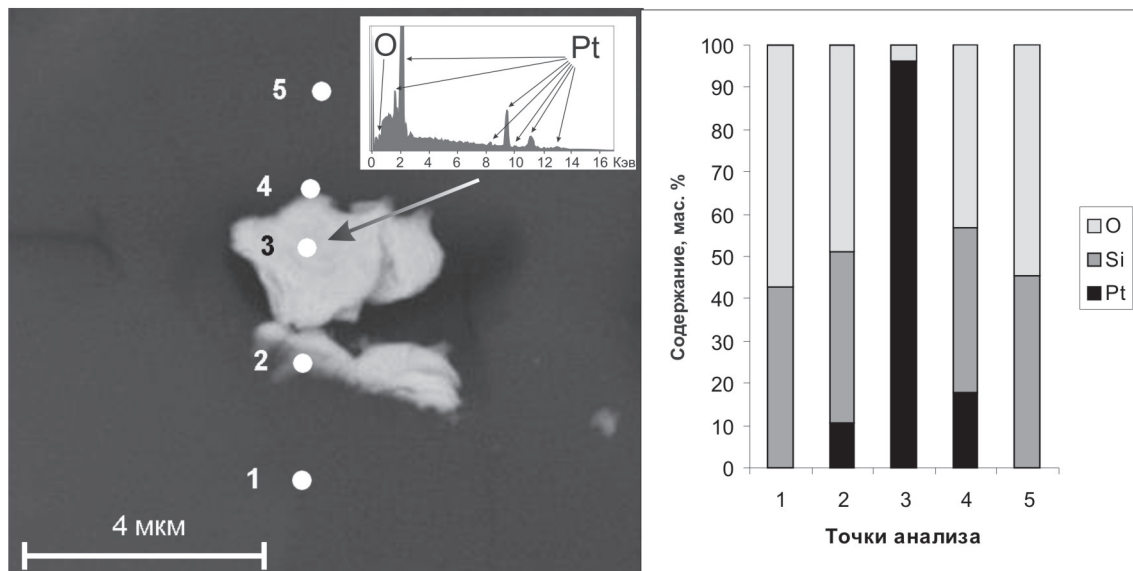 O
Pt
0 2 4 6 8 10 12 14 16 Кэв
5
4
3
2
1
4 мкм
Содержание, мас. %
100
90
80
70
60
50
40
30
20
10
0
1 2 3 4 5
Точки анализа
O
Si
Pt